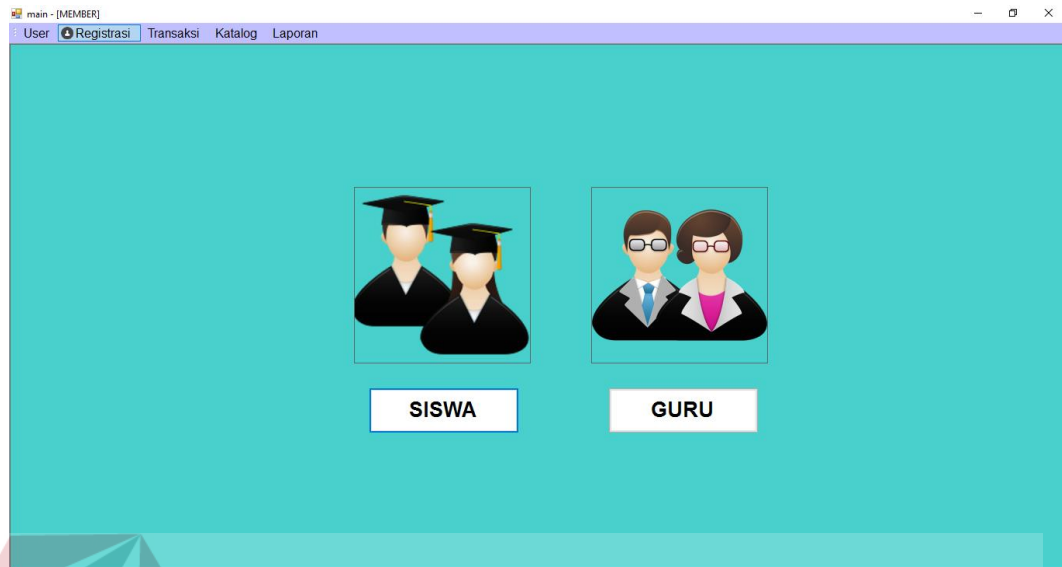 main - [MEMBER]
User Registrasi Transaksi Katalog Laporan
SISWA GURU